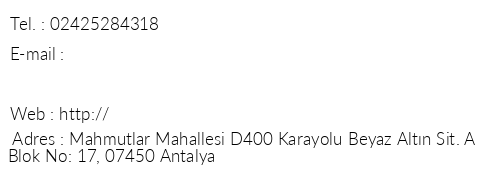 Tel. : 02425284318
E-mail :
Web : http://
Adres : Mahmutlar Mahallesi D400 Karayolu Beyaz Altın Sit. A
Blok No: 17, 07450 Antalya